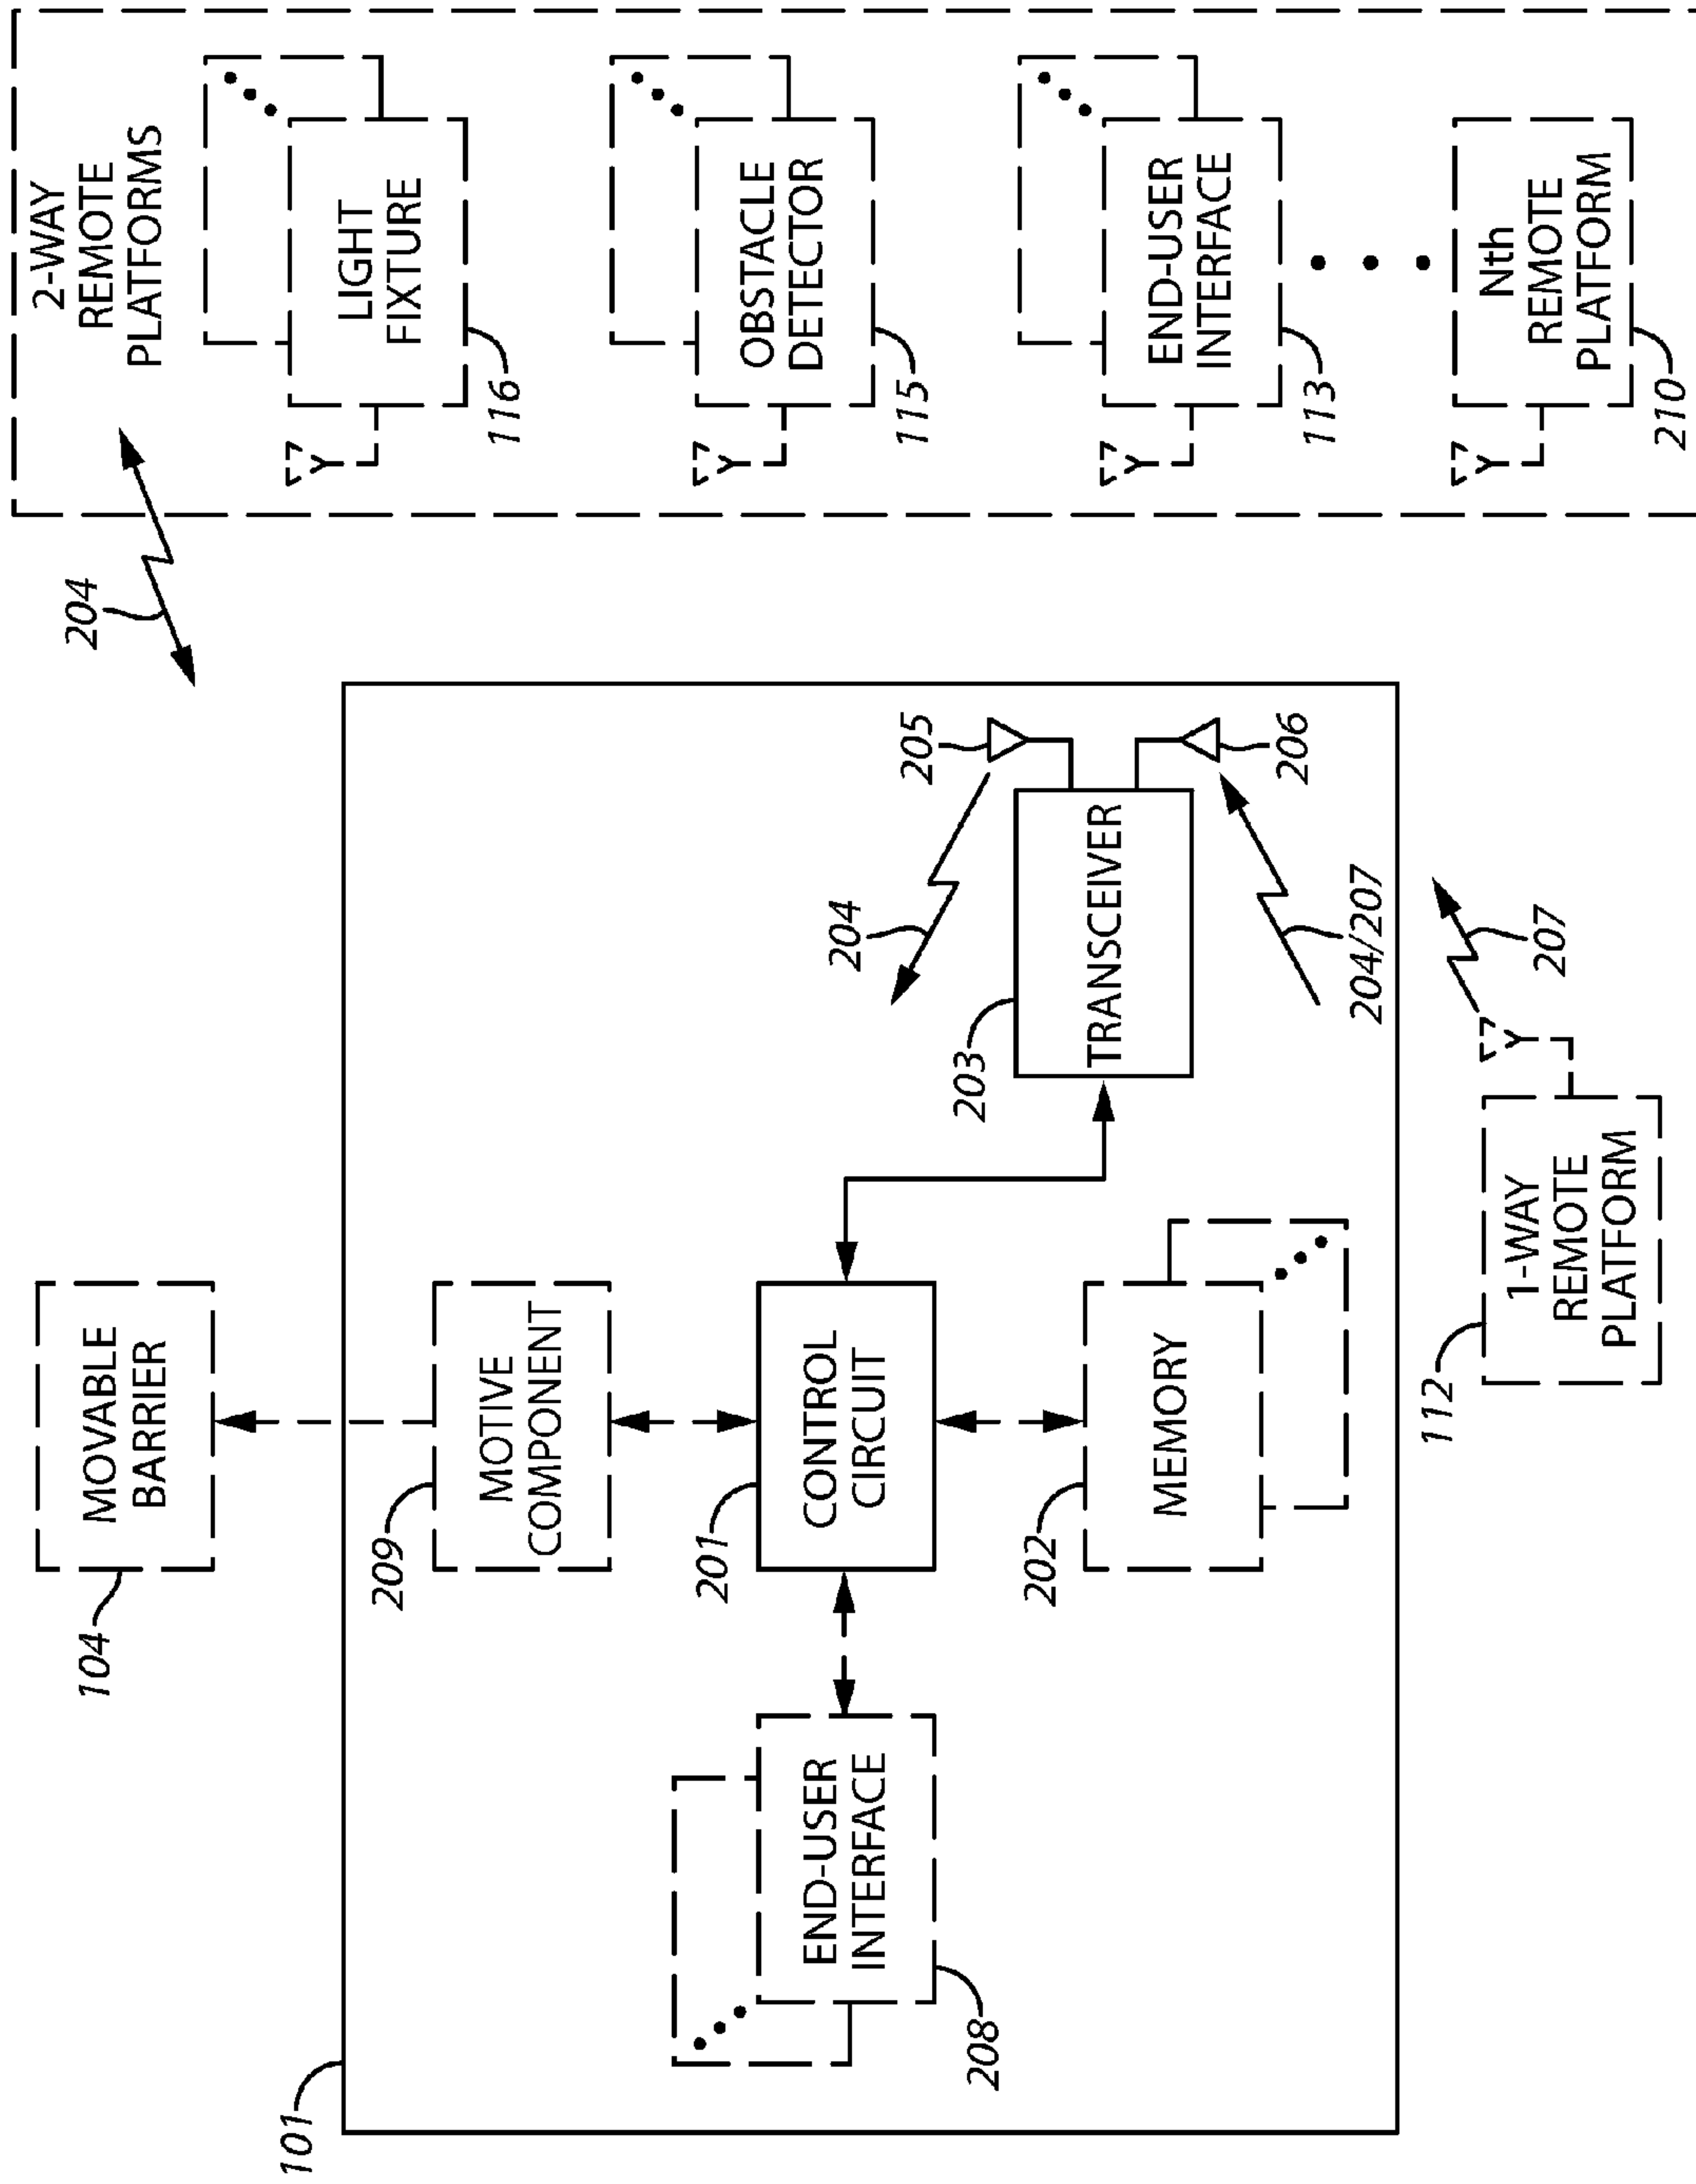 101
104
MOVABLE
BARRIER
209
MOTIVE
COMPONENT
208
END-USER
INTERFACE
201
CONTROL
CIRCUIT
202
MEMORY
203
TRANSCEIVER
204
205
206
204/207
112
1-WAY
REMOTE
PLATFORM
207
204
2-WAY
REMOTE
PLATFORMS
LIGHT
FIXTURE
116
OBSTACLE
DETECTOR
115
END-USER
INTERFACE
113
Nth
REMOTE
PLATFORM
210